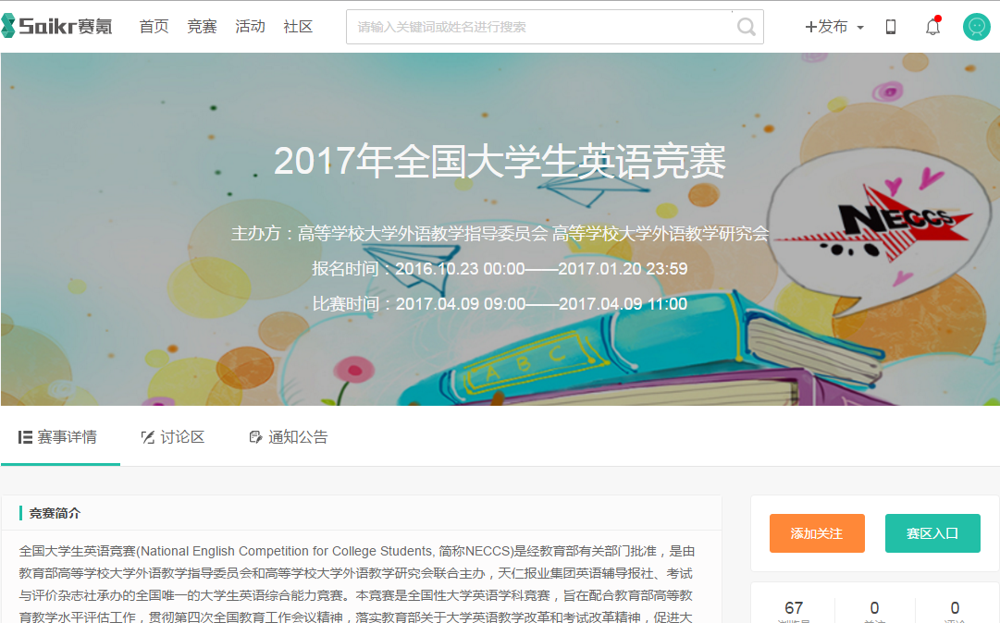 Saikr赛氪
首页 竞赛 活动 社区
请输入关键词或姓名进行搜索
+发布
2017年全国大学生英语竞赛
NECCS
主办方：高等学校大学外语教学指导委员会 高等学校大学外语教学研究会
报名时间：2016.10.23 00:00——2017.01.20 23:59
比赛时间：2017.04.09 09:00——2017.04.09 11:00
ABC
赛事详情 讨论区 通知公告
竞赛简介
添加关注 赛区入口
全国大学生英语竞赛(National English Competition for College Students, 简称NECCS)是经教育部有关部门批准，是由
教育部高等学校大学外语教学指导委员会和高等学校大学外语教学研究会联合主办，天仁报业集团英语辅导报社、考试
与评价杂志社承办的全国唯一的大学生英语综合能力竞赛。本竞赛是全国性大学英语学科竞赛，旨在配合教育部高等教
育教学水平评估工作，贯彻第四次全国教育工作会议精神，落实教育部关于大学英语教学改革和考试改革精神，促进大
67 0 0